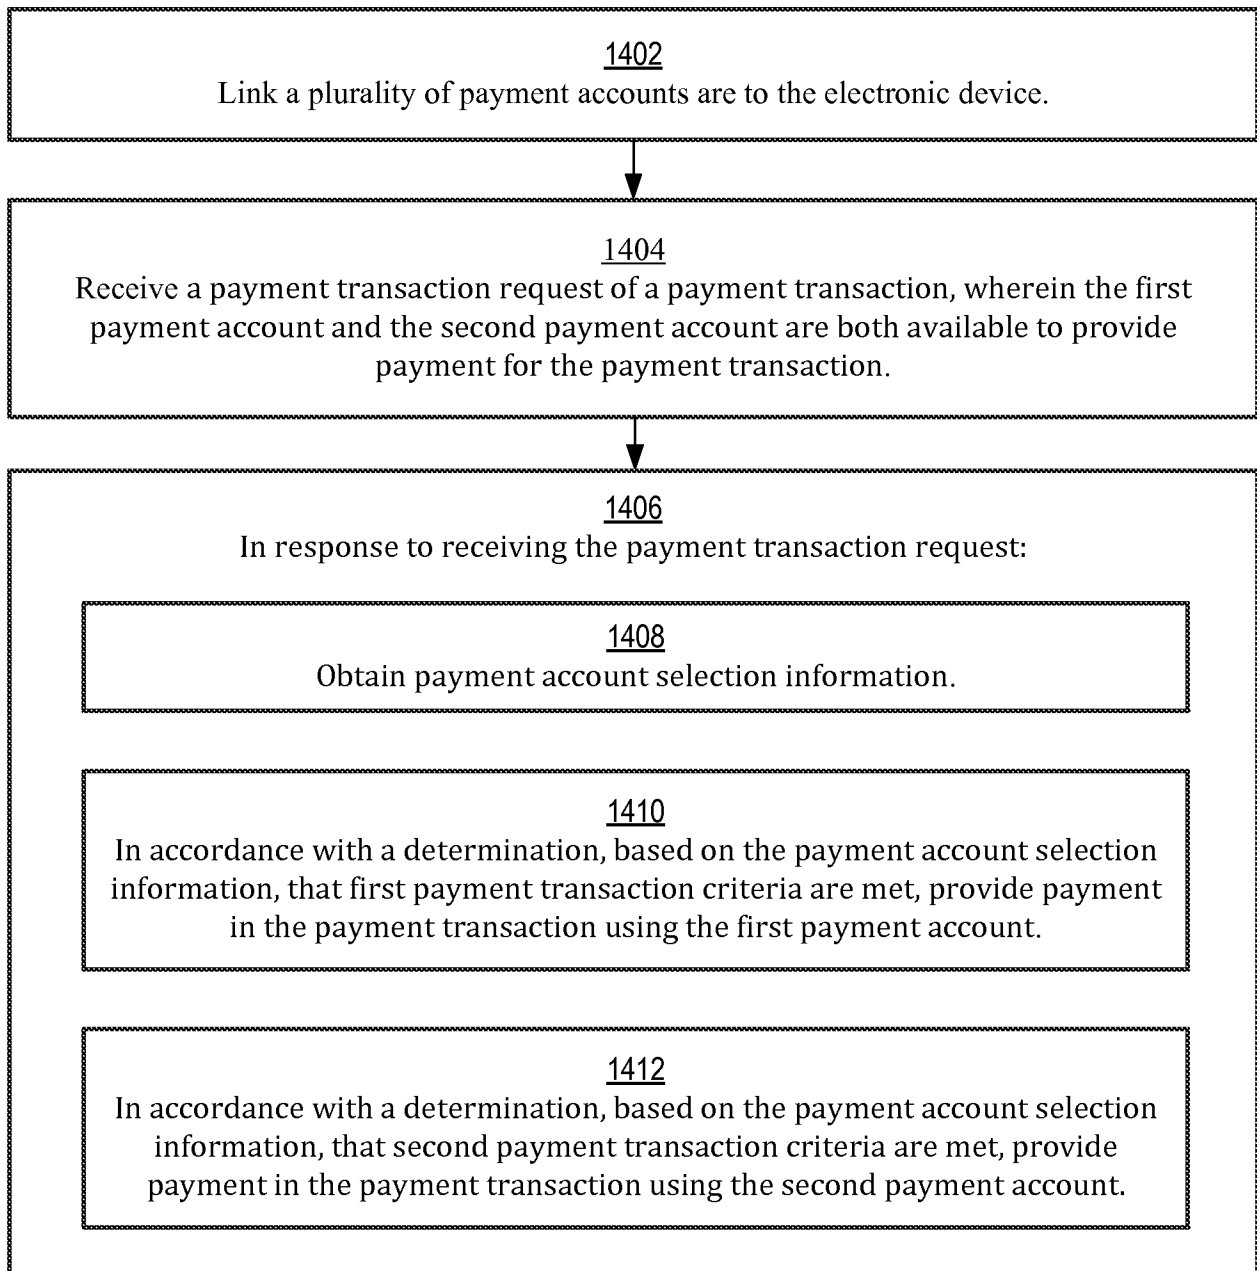 1402
Link a plurality of payment accounts are to the electronic device.
1404
Receive a payment transaction request of a payment transaction, wherein the first
payment account and the second payment account are both available to provide
payment for the payment transaction.
1406
In response to receiving the payment transaction request:
1408
Obtain payment account selection information.
1410
In accordance with a determination, based on the payment account selection
information, that first payment transaction criteria are met, provide payment
in the payment transaction using the first payment account.
1412
In accordance with a determination, based on the payment account selection
information, that second payment transaction criteria are met, provide
payment in the payment transaction using the second payment account.